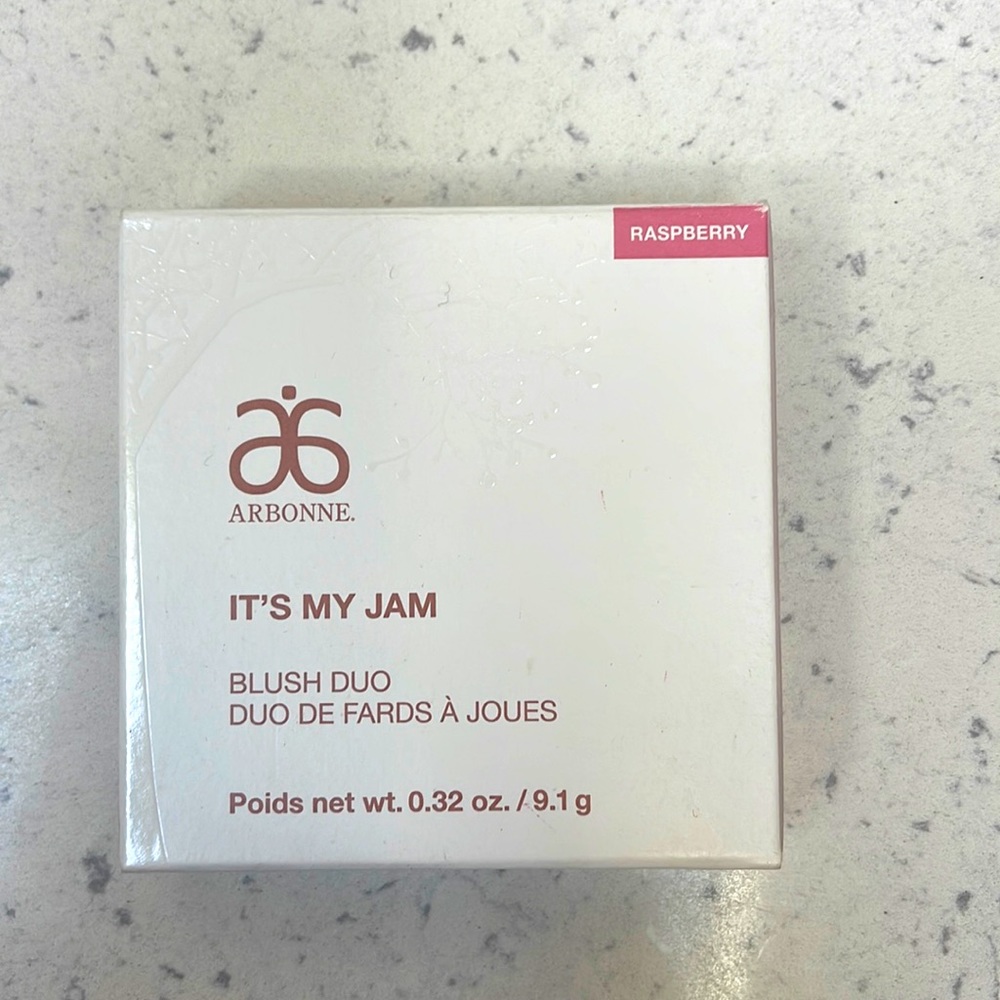 RASPBERRY
ARBONNE.
IT'S MY JAM
BLUSH DUO
DUO DE FARDS À JOUES
Poids net wt. 0.32 oz. / 9.1 g